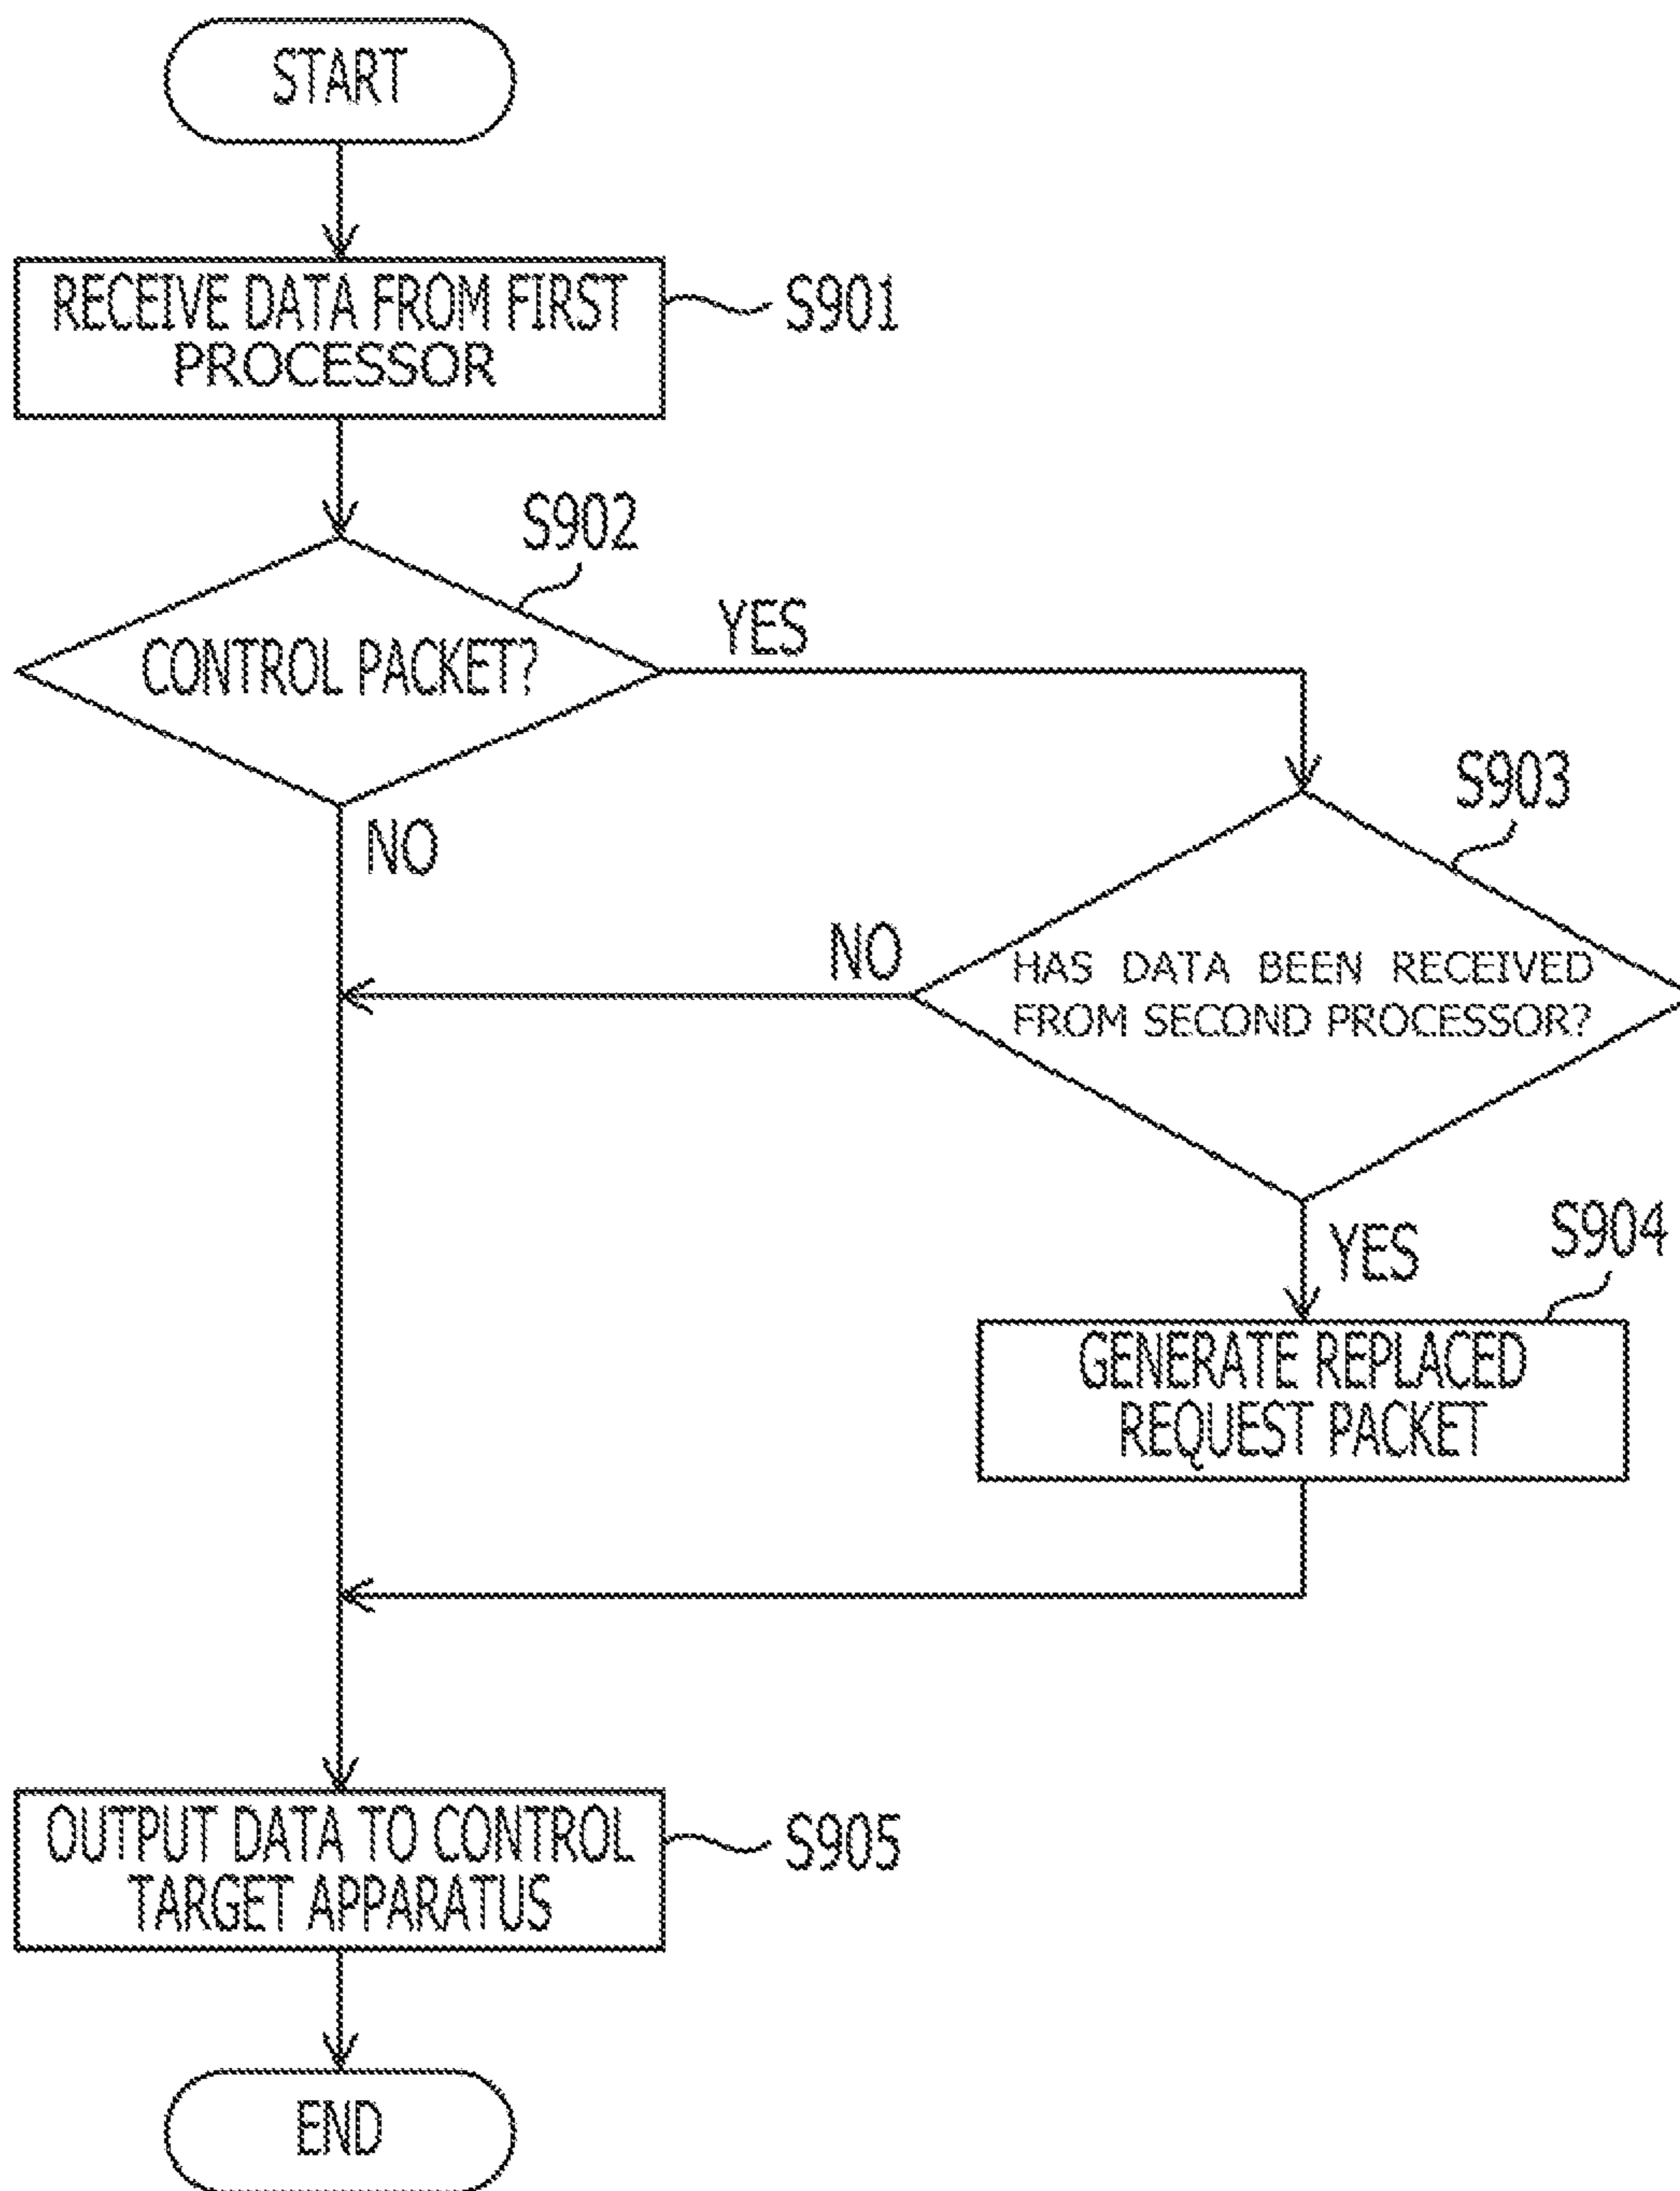 START
RECEIVE DATA FROM FIRST
PROCESSOR
S901
S902
CONTROL PACKET?
YES
NO
S903
HAS DATA BEEN RECEIVED
FROM SECOND PROCESSOR?
NO
YES
S904
GENERATE REPLACED
REQUEST PACKET
OUTPUT DATA TO CONTROL
TARGET APPARATUS
S905
END